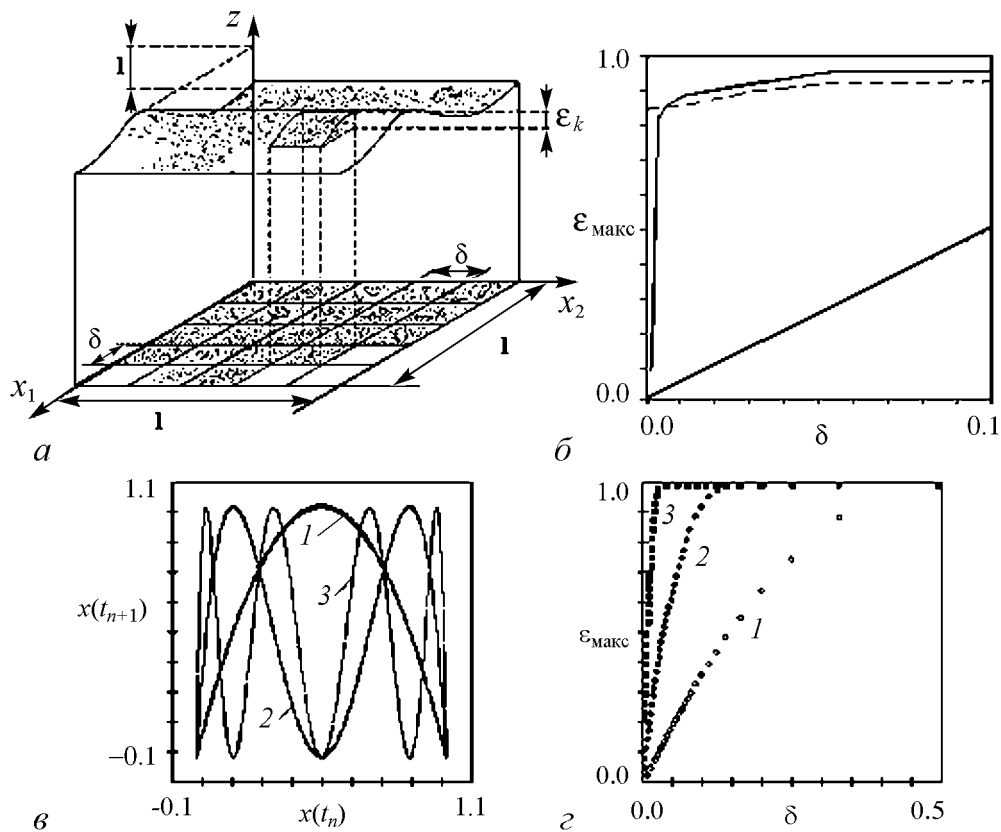 z
l
ε_k
δ
x_2
δ
l
x_1
l
а
1.0
ε_макс
0.0
0.0
δ
0.1
б
1.1
1
3
x(t_{n+1})
2
–0.1
-0.1
x(t_n)
1.1
в
1.0
3
2
ε_макс
1
0.0
0.0
δ
0.5
г